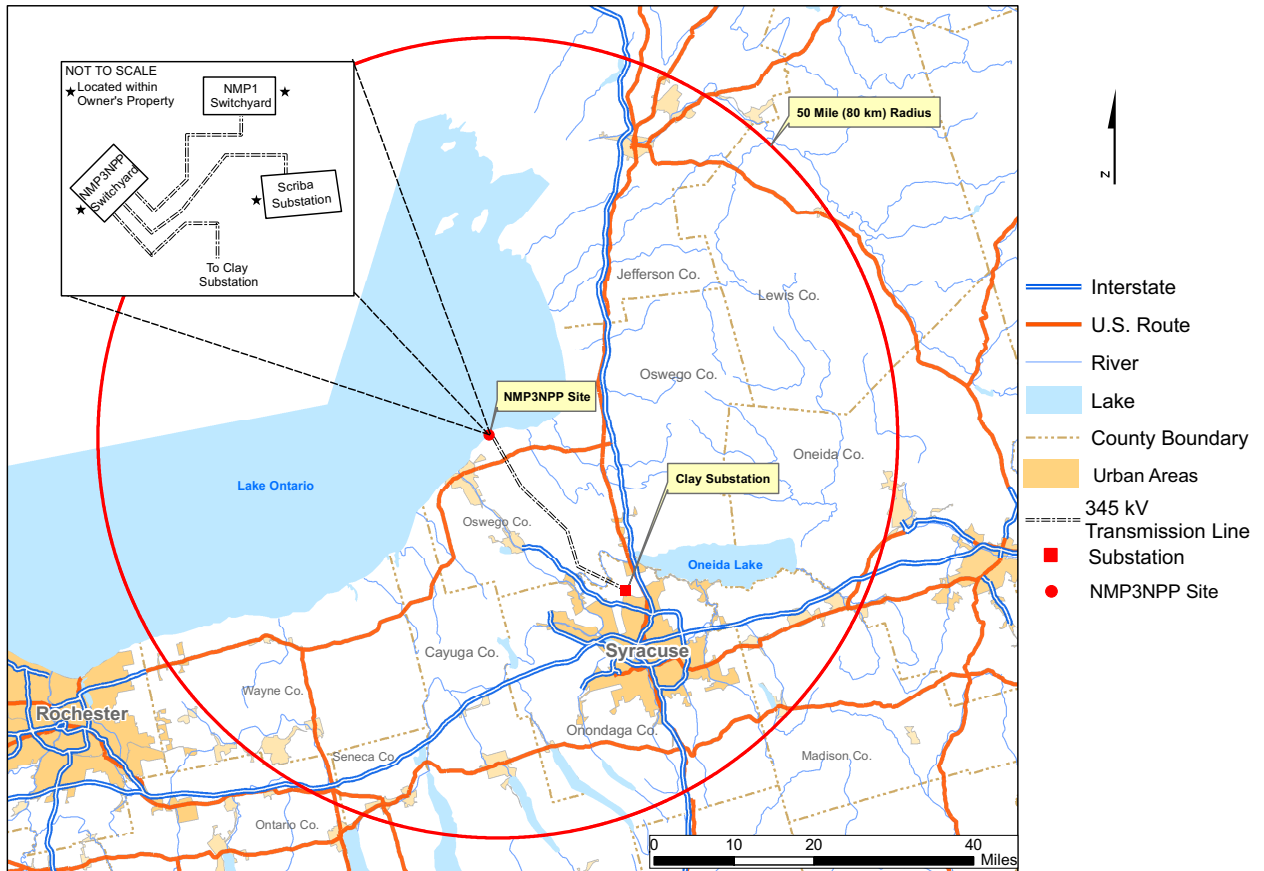 NOT TO SCALE
★ Located within
Owner's Property
NMP1
Switchyard
NMP3NPP
Switchyard
Scriba
Substation
To Clay
Substation
50 Mile (80 km) Radius
Jefferson Co.
Lewis Co.
Oswego Co.
NMP3NPP Site
Oneida Co.
Clay Substation
Lake Ontario
Oswego Co.
Oneida Lake
Cayuga Co.
Syracuse
Wayne Co.
Rochester
Onondaga Co.
Seneca Co.
Madison Co.
Ontario Co.
0 10 20 40
Miles
N
Interstate
U.S. Route
River
Lake
County Boundary
Urban Areas
345 kV
Transmission Line
Substation
NMP3NPP Site